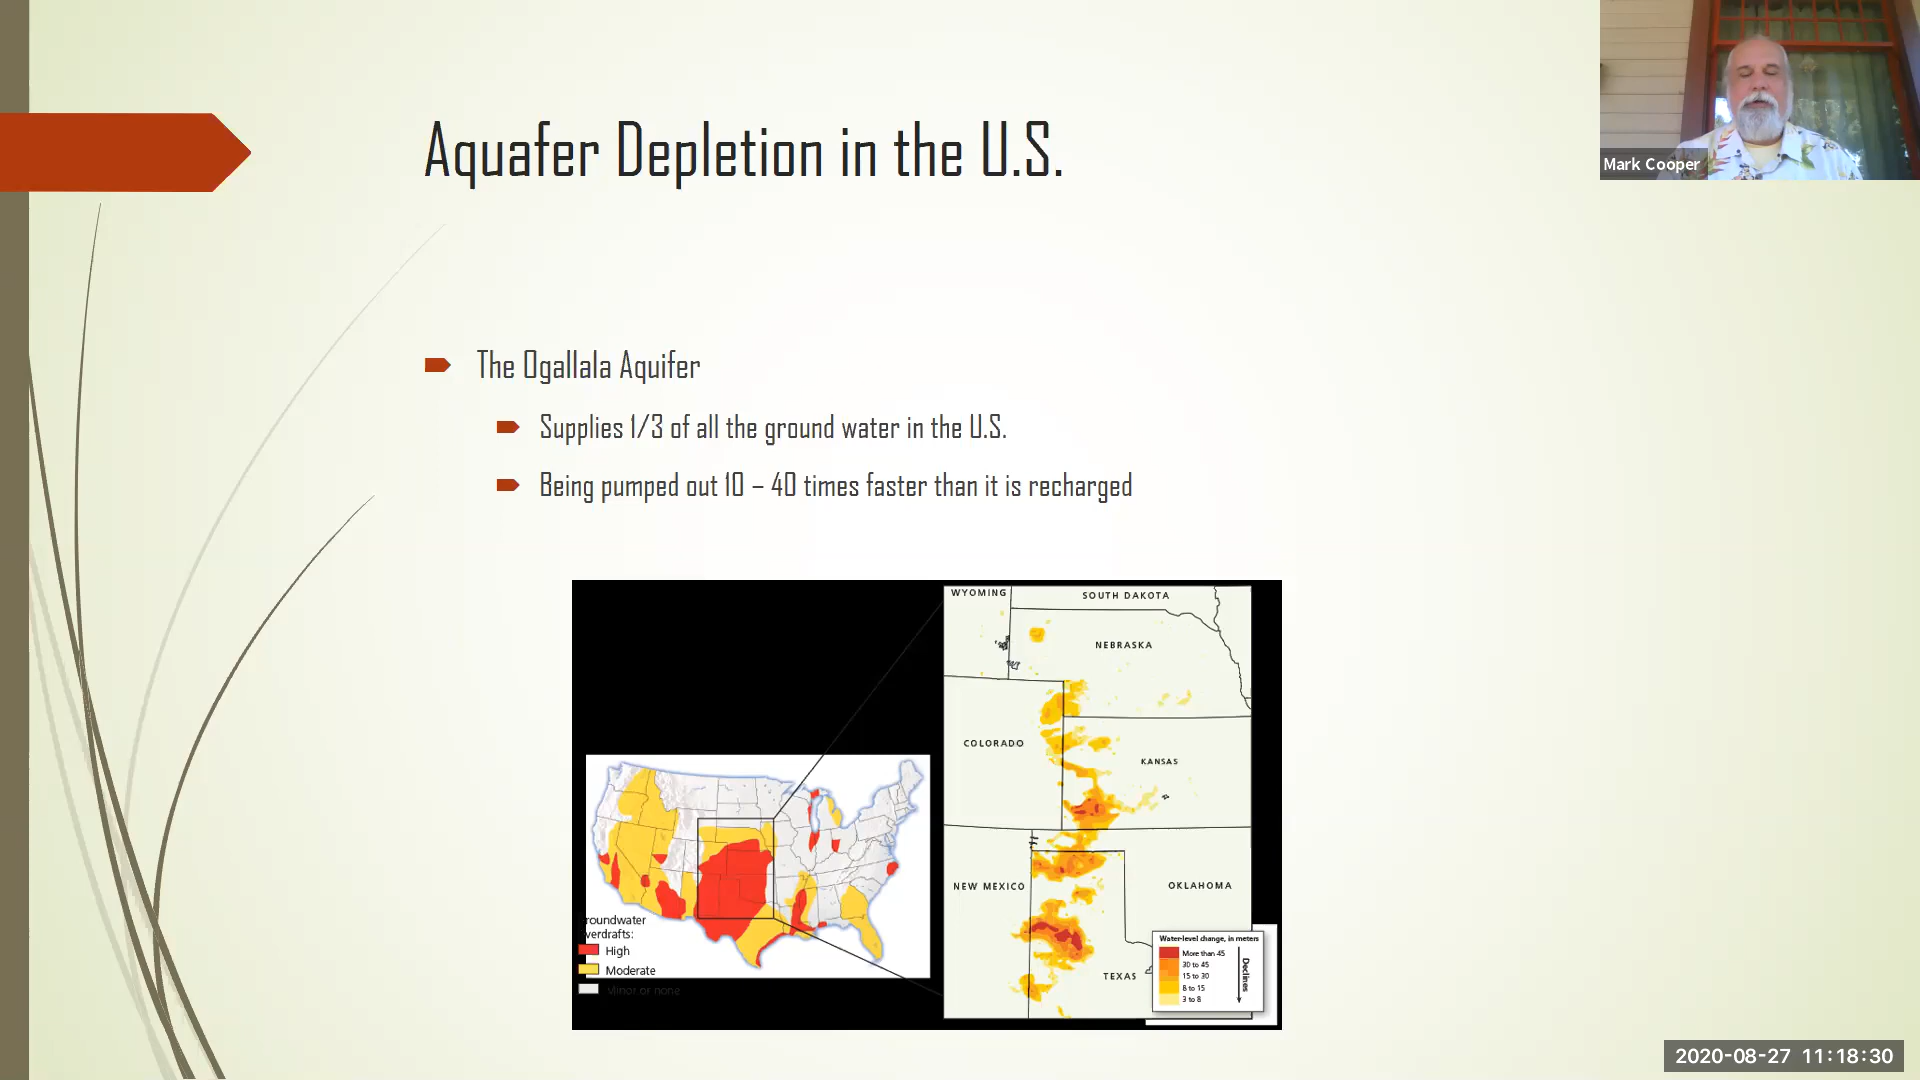 Aquafer Depletion in the U.S.
Mark Cooper
The Ogallala Aquifer
Supplies 1/3 of all the ground water in the U.S.
Being pumped out 10 – 40 times faster than it is recharged
WYOMING
SOUTH DAKOTA
NEBRASKA
COLORADO
KANSAS
NEW MEXICO
OKLAHOMA
TEXAS
roundwater
verdrafts:
High
Moderate
Minor or none
Water-level change, in meters
More than 45
30 to 45
15 to 30
8 to 15
3 to 8
Declines
2020-08-27 11:18:30